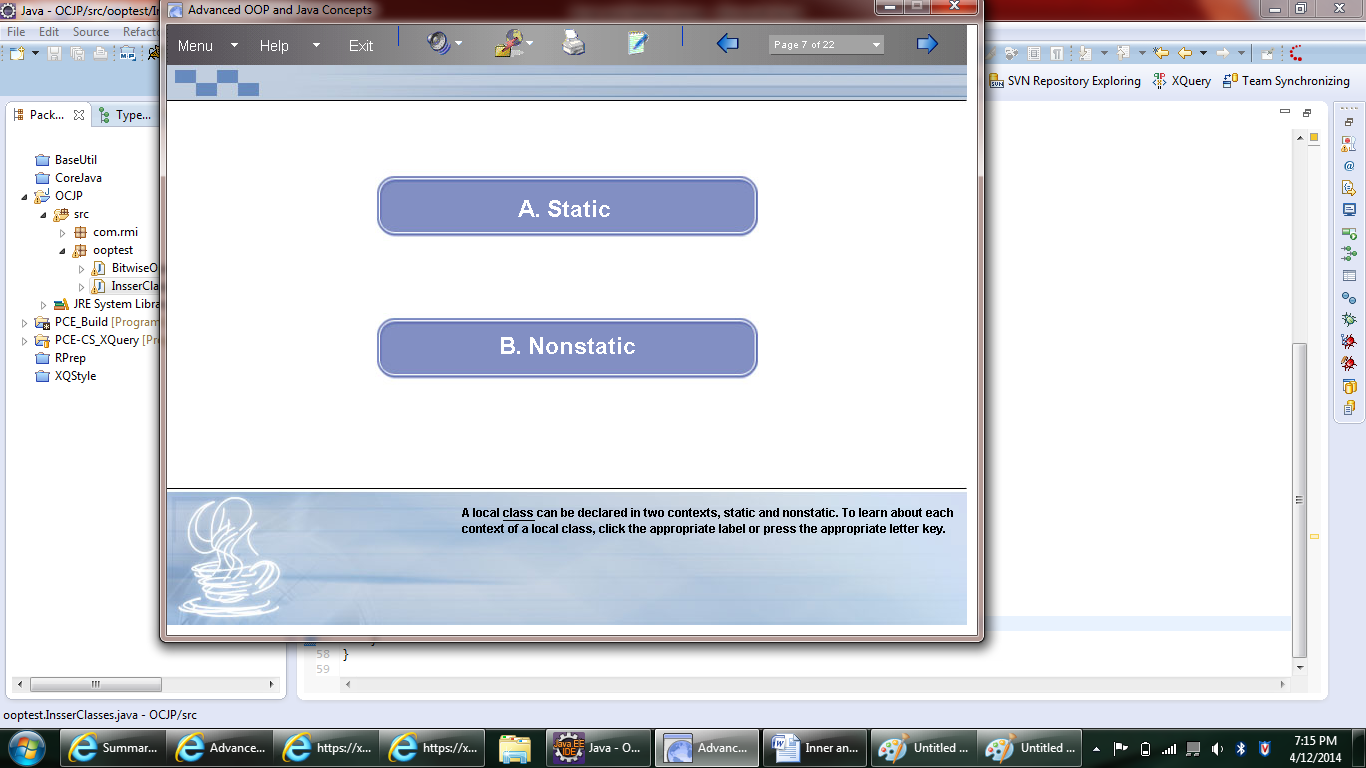 Java - OCJP/src/ooptest/In
Advanced OOP and Java Concepts
File Edit Source Refacto
Menu Help Exit
Page 7 of 22
SVN Repository Exploring XQuery Team Synchronizing
Pack... Type...
BaseUtil
CoreJava
OCJP
src
com.rmi
ooptest
BitwiseO
InsserCla
JRE System Libra
PCE_Build [Program
PCE-CS_XQuery [Pr
RPrep
XQStyle
A. Static
B. Nonstatic
A local class can be declared in two contexts, static and nonstatic. To learn about each
context of a local class, click the appropriate label or press the appropriate letter key.
58 }
59
ooptest.InsserClasses.java - OCJP/src
Summar... Advance... https://x... https://x... Java - O... Advanc... Inner an... Untitled ... Untitled ...
7:15 PM
4/12/2014